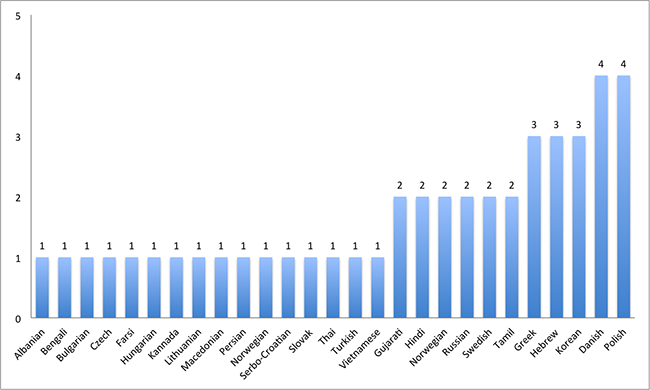 5
4
3
2
1
0
1 1 1 1 1 1 1 1 1 1 1 1 1 1 1 1 2 2 2 2 2 2 3 3 3 4 4
Albanian
Bengali
Bulgarian
Czech
Farsi
Hungarian
Kannada
Lithuanian
Macedonian
Persian
Norwegian
Serbo-Croatian
Slovak
Thai
Turkish
Vietnamese
Gujarati
Hindi
Norwegian
Russian
Swedish
Tamil
Greek
Hebrew
Korean
Danish
Polish